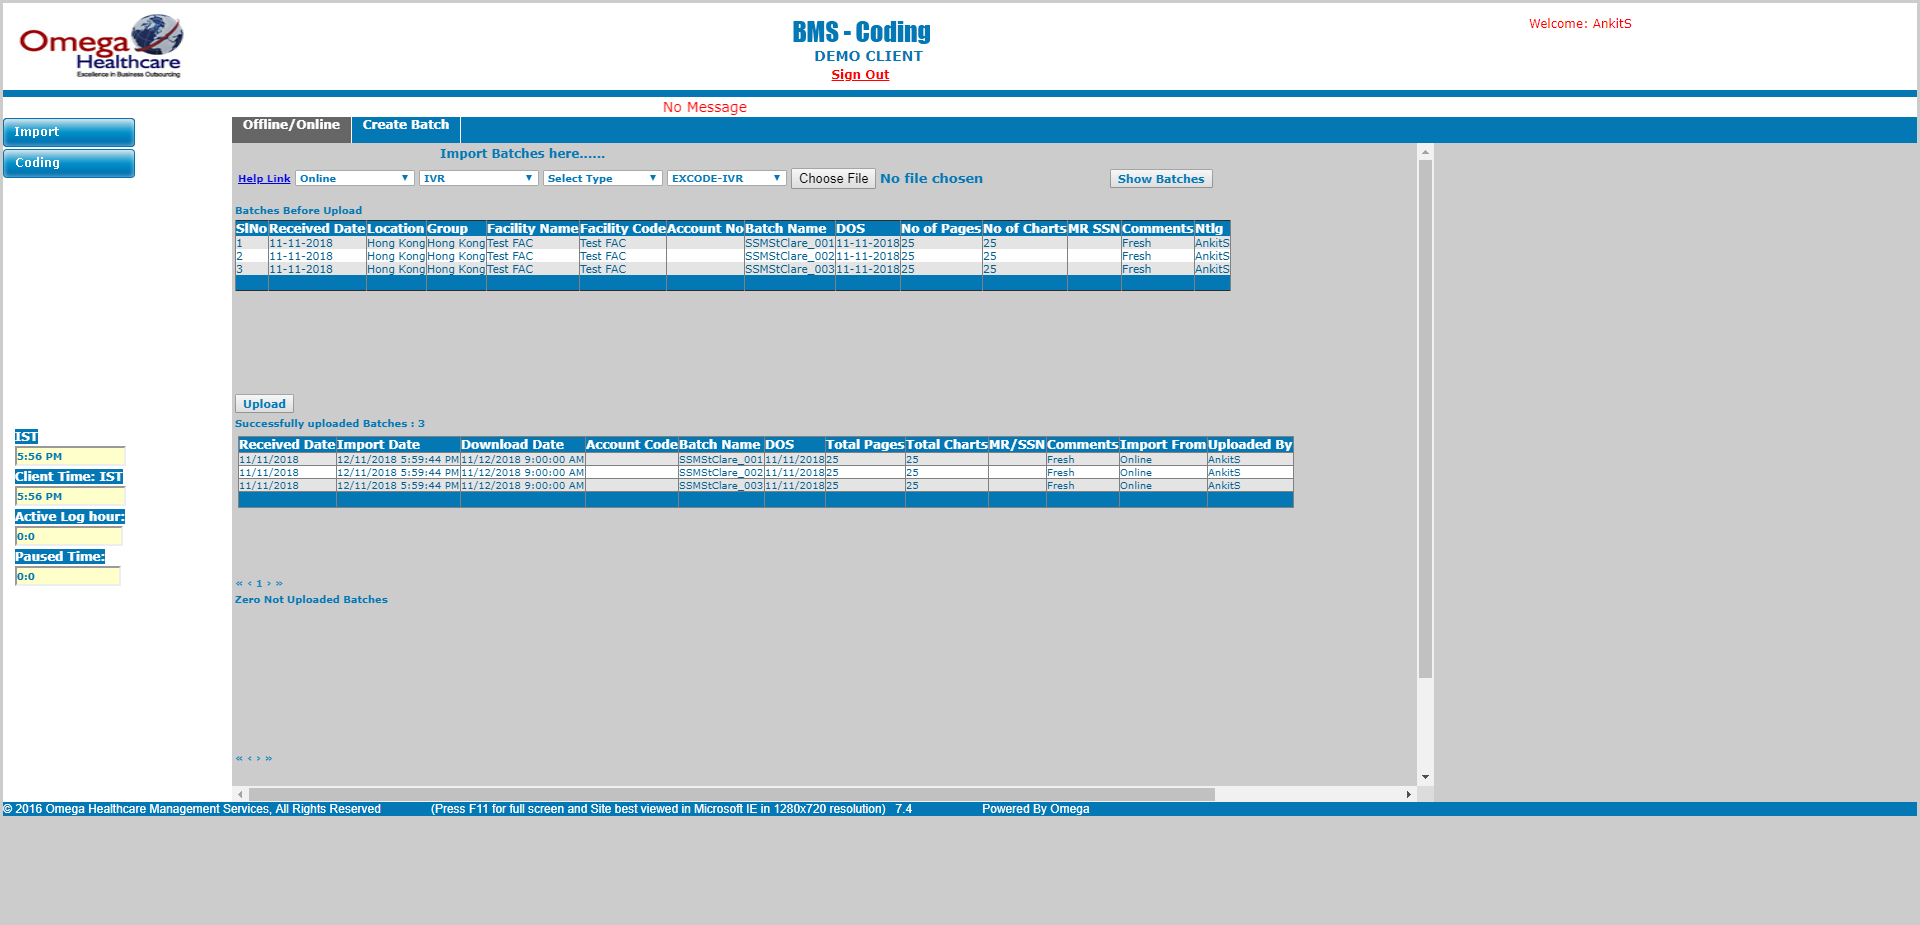 Omega
Healthcare
Excellence in Business Outsourcing
BMS - Coding
DEMO CLIENT
Sign Out
Welcome: AnkitS
No Message
Import
Coding
Offline/Online Create Batch
Import Batches here......
Help Link Online IVR Select Type EXCODE-IVR Choose File No file chosen Show Batches
Batches Before Upload
SlNo Received Date Location Group Facility Name Facility Code Account No Batch Name DOS No of Pages No of Charts MR SSN Comments Ntlg
1 11-11-2018 Hong Kong Hong Kong Test FAC Test FAC SSMStClare_001 11-11-2018 25 25 Fresh AnkitS
2 11-11-2018 Hong Kong Hong Kong Test FAC Test FAC SSMStClare_002 11-11-2018 25 25 Fresh AnkitS
3 11-11-2018 Hong Kong Hong Kong Test FAC Test FAC SSMStClare_003 11-11-2018 25 25 Fresh AnkitS
Upload
Successfully uploaded Batches : 3
Received Date Import Date Download Date Account Code Batch Name DOS Total Pages Total Charts MR/SSN Comments Import From Uploaded By
11/11/2018 12/11/2018 5:59:44 PM 11/12/2018 9:00:00 AM SSMStClare_001 11/11/2018 25 25 Fresh Online AnkitS
11/11/2018 12/11/2018 5:59:44 PM 11/12/2018 9:00:00 AM SSMStClare_002 11/11/2018 25 25 Fresh Online AnkitS
11/11/2018 12/11/2018 5:59:44 PM 11/12/2018 9:00:00 AM SSMStClare_003 11/11/2018 25 25 Fresh Online AnkitS
« ‹ 1 › »
Zero Not Uploaded Batches
« ‹ › »
IST
5:56 PM
Client Time: IST
5:56 PM
Active Log hour:
0:0
Paused Time:
0:0
© 2016 Omega Healthcare Management Services, All Rights Reserved (Press F11 for full screen and Site best viewed in Microsoft IE in 1280x720 resolution) 7.4 Powered By Omega